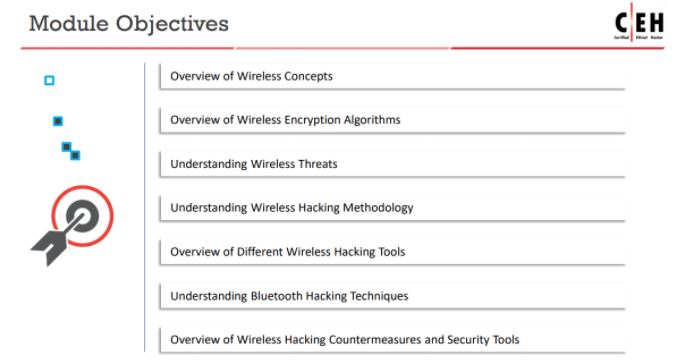 Module Objectives
CEH
Certified Ethical Hacker
Overview of Wireless Concepts
Overview of Wireless Encryption Algorithms
Understanding Wireless Threats
Understanding Wireless Hacking Methodology
Overview of Different Wireless Hacking Tools
Understanding Bluetooth Hacking Techniques
Overview of Wireless Hacking Countermeasures and Security Tools